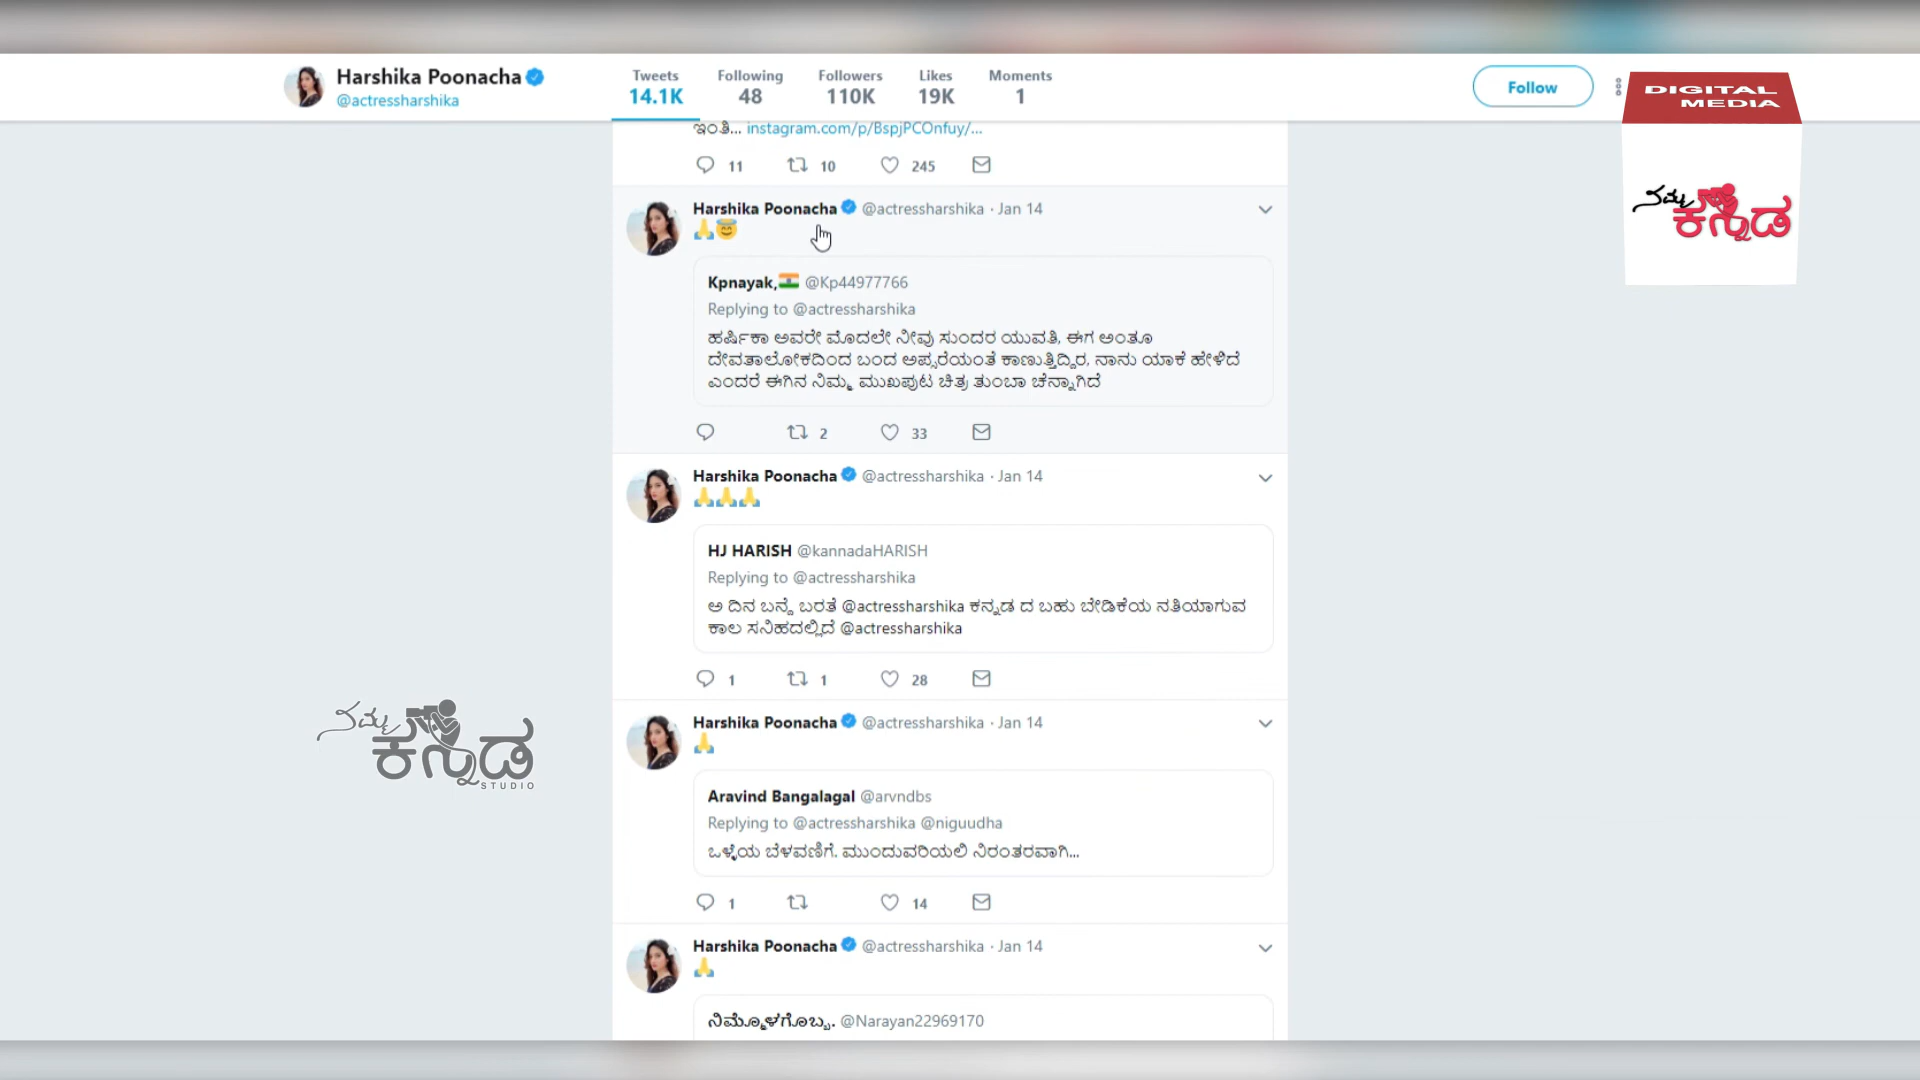 Harshika Poonacha
@actressharshika
Tweets Following Followers Likes Moments
14.1K 48 110K 19K 1
Follow
DIGITAL
MEDIA
ನಮ್ಮ
ಕನ್ನಡ
ಇಂತಿ... instagram.com/p/BspjPCOnfuy/...
11 10 245
Harshika Poonacha @actressharshika · Jan 14
🙏😇
Kpnayak,🇮🇳 @Kp44977766
Replying to @actressharshika
ಹರ್ಷಿಕಾ ಅವರೇ ಮೊದಲೇ ನೀವು ಸುಂದರ ಯುವತಿ, ಈಗ ಅಂತೂ
ದೇವತಾಲೋಕದಿಂದ ಬಂದ ಅಪ್ಸರೆಯಂತೆ ಕಾಣುತ್ತಿದ್ದಿರ, ನಾನು ಯಾಕೆ ಹೇಳಿದೆ
ಎಂದರೆ ಈಗಿನ ನಿಮ್ಮ ಮುಖಪುಟ ಚಿತ್ರ ತುಂಬಾ ಚೆನ್ನಾಗಿದೆ
2 33
Harshika Poonacha @actressharshika · Jan 14
🙏🙏🙏
HJ HARISH @kannadaHARISH
Replying to @actressharshika
ಅ ದಿನ ಬನ್ದೆ ಬರತೆ @actressharshika ಕನ್ನಡ ದ ಬಹು ಬೇಡಿಕೆಯ ನತಿಯಾಗುವ
ಕಾಲ ಸನಿಹದಲ್ಲಿದೆ @actressharshika
1 1 28
Harshika Poonacha @actressharshika · Jan 14
🙏
Aravind Bangalagal @arvndbs
Replying to @actressharshika @niguudha
ಒಳ್ಳೆಯ ಬೆಳವಣಿಗೆ. ಮುಂದುವರಿಯಲಿ ನಿರಂತರವಾಗಿ...
1 14
Harshika Poonacha @actressharshika · Jan 14
🙏
ನಿಮ್ಮೊಳಗೊಬ್ಬ. @Narayan22969170
ನಮ್ಮ
ಕನ್ನಡ
STUDIO